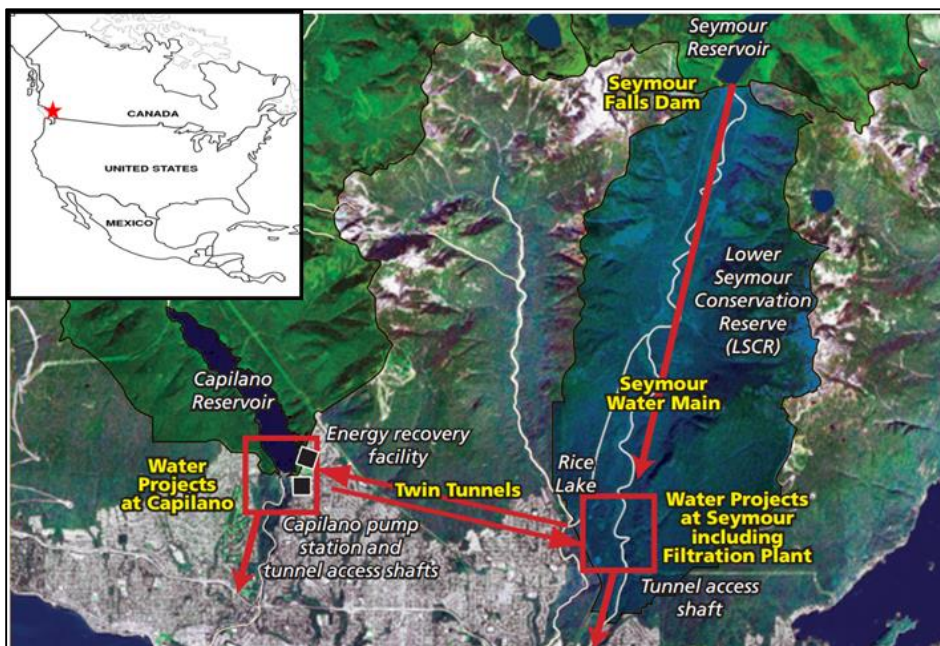 CANADA
UNITED STATES
MEXICO
Seymour
Reservoir
Seymour
Falls Dam
Lower
Seymour
Conservation
Reserve
(LSCR)
Capilano
Reservoir
Seymour
Water Main
Energy recovery
facility
Water
Projects
at Capilano
Twin Tunnels
Rice
Lake
Water Projects
at Seymour
including
Filtration Plant
Capilano pump
station and
tunnel access shafts
Tunnel access
shaft